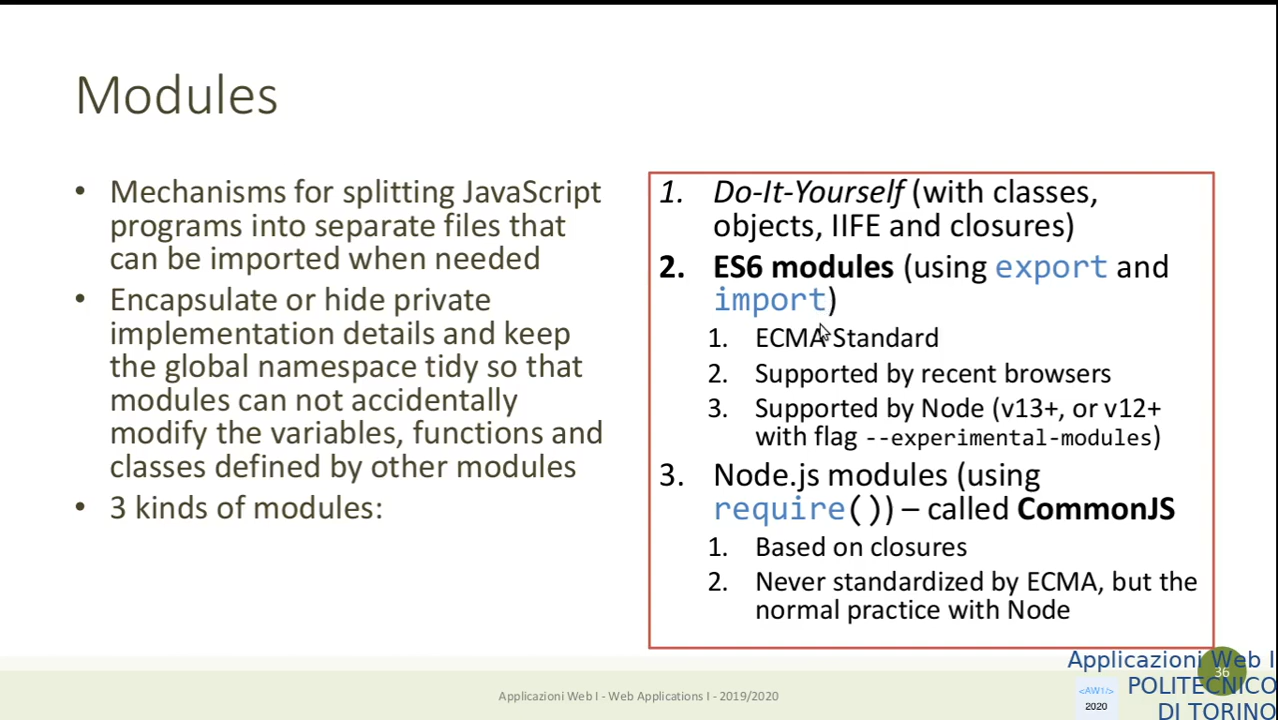 Modules
• Mechanisms for splitting JavaScript
programs into separate files that
can be imported when needed
• Encapsulate or hide private
implementation details and keep
the global namespace tidy so that
modules can not accidentally
modify the variables, functions and
classes defined by other modules
• 3 kinds of modules:
1. Do-It-Yourself (with classes,
objects, IIFE and closures)
2. ES6 modules (using export and
import)
1. ECMA Standard
2. Supported by recent browsers
3. Supported by Node (v13+, or v12+
with flag --experimental-modules)
3. Node.js modules (using
require()) – called CommonJS
1. Based on closures
2. Never standardized by ECMA, but the
normal practice with Node
Applicazioni Web I - Web Applications I - 2019/2020
36
Applicazioni Web I
POLITECNICO
DI TORINO
<AW1/>
2020